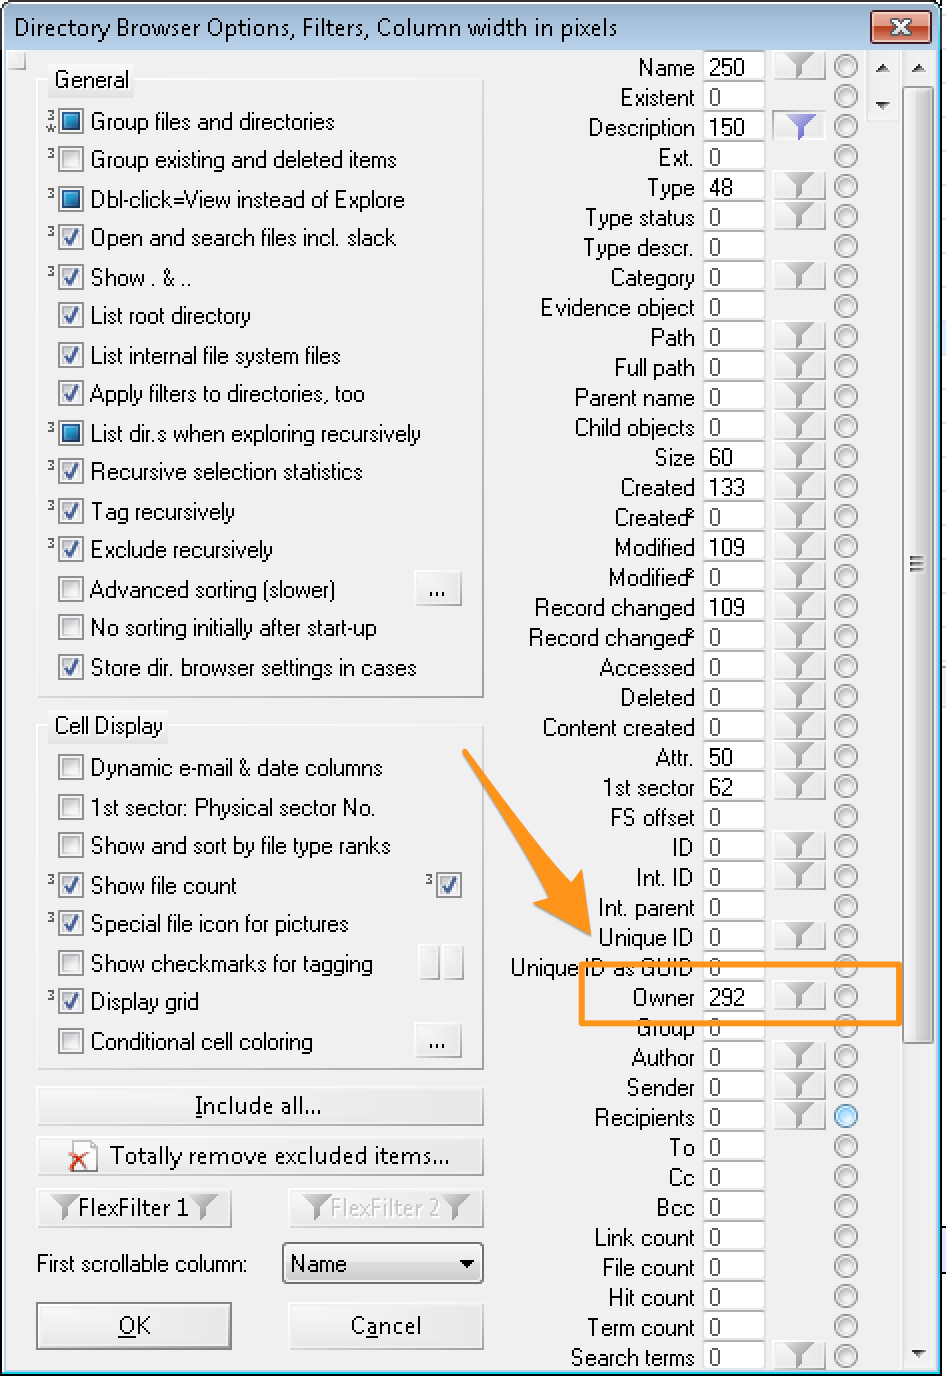 Directory Browser Options, Filters, Column width in pixels
General
3 w Group files and directories
3 Group existing and deleted items
3 Dbl-click=View instead of Explore
3 Open and search files incl. slack
3 Show . & ..
List root directory
List internal file system files
Apply filters to directories, too
3 List dir.s when exploring recursively
3 Recursive selection statistics
3 Tag recursively
3 Exclude recursively
Advanced sorting (slower) ...
No sorting initially after start-up
Store dir. browser settings in cases
Cell Display
Dynamic e-mail & date columns
1st sector: Physical sector No.
Show and sort by file type ranks
3 Show file count 3
3 Special file icon for pictures
Show checkmarks for tagging
3 Display grid
Conditional cell coloring ...
Include all...
Totally remove excluded items...
FlexFilter 1 FlexFilter 2
First scrollable column: Name
OK Cancel
Name 250
Existent 0
Description 150
Ext. 0
Type 48
Type status 0
Type descr. 0
Category 0
Evidence object 0
Path 0
Full path 0
Parent name 0
Child objects 0
Size 60
Created 133
Created² 0
Modified 109
Modified² 0
Record changed 109
Record changed² 0
Accessed 0
Deleted 0
Content created 0
Attr. 50
1st sector 62
FS offset 0
ID 0
Int. ID 0
Int. parent 0
Unique ID 0
Unique ID as GUID 0
Owner 292
Group 0
Author 0
Sender 0
Recipients 0
To 0
Cc 0
Bcc 0
Link count 0
File count 0
Hit count 0
Term count 0
Search terms 0